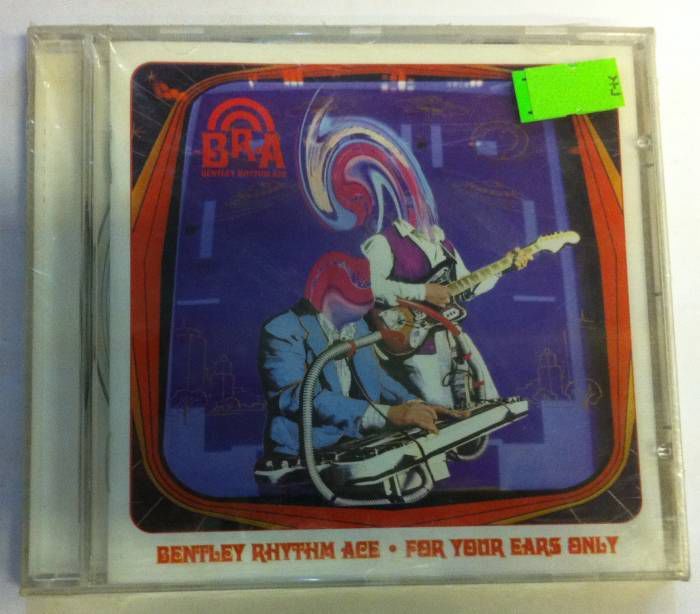 BRA
BENTLEY RHYTHM ACE
BENTLEY RHYTHM ACE • FOR YOUR EARS ONLY